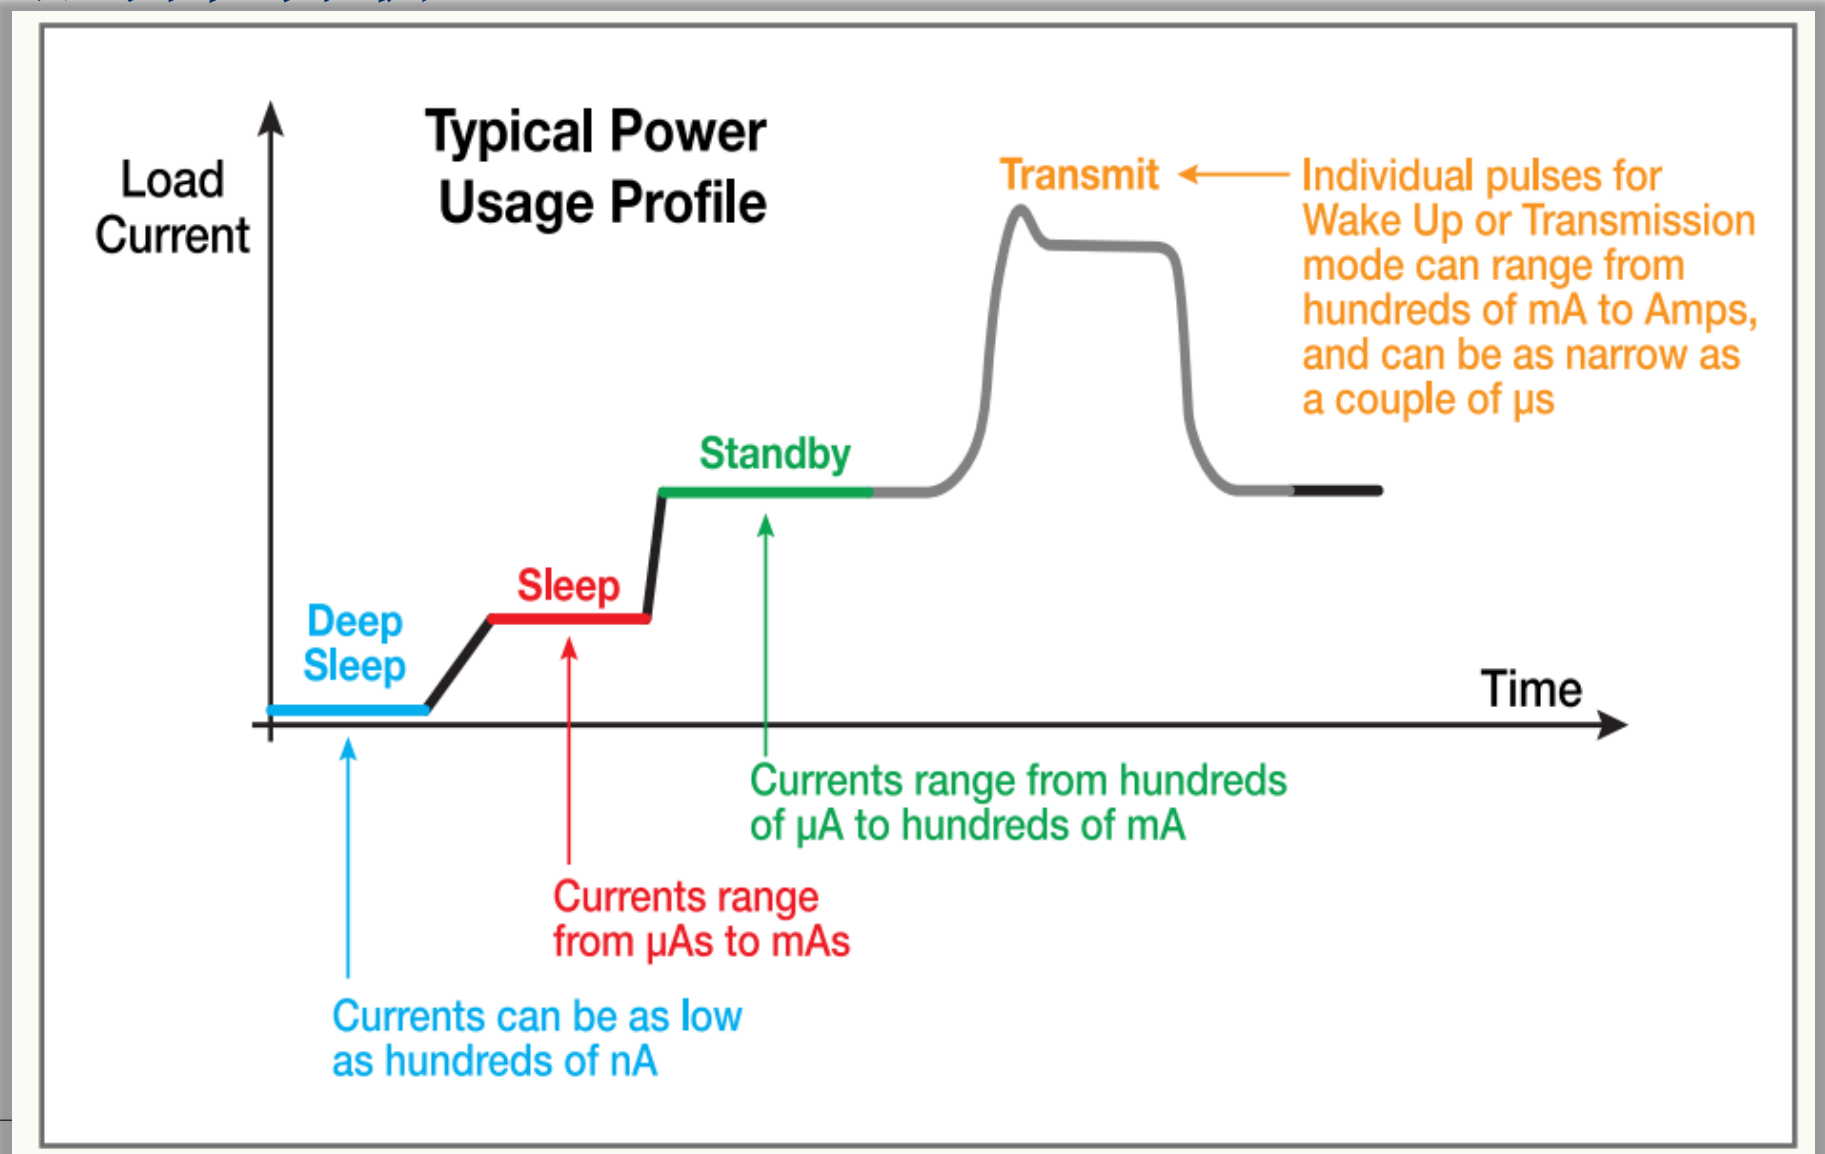 Typical Power
Usage Profile
Load
Current
Transmit
Individual pulses for
Wake Up or Transmission
mode can range from
hundreds of mA to Amps,
and can be as narrow as
a couple of µs
Standby
Sleep
Deep
Sleep
Time
Currents range from hundreds
of µA to hundreds of mA
Currents range
from µAs to mAs
Currents can be as low
as hundreds of nA